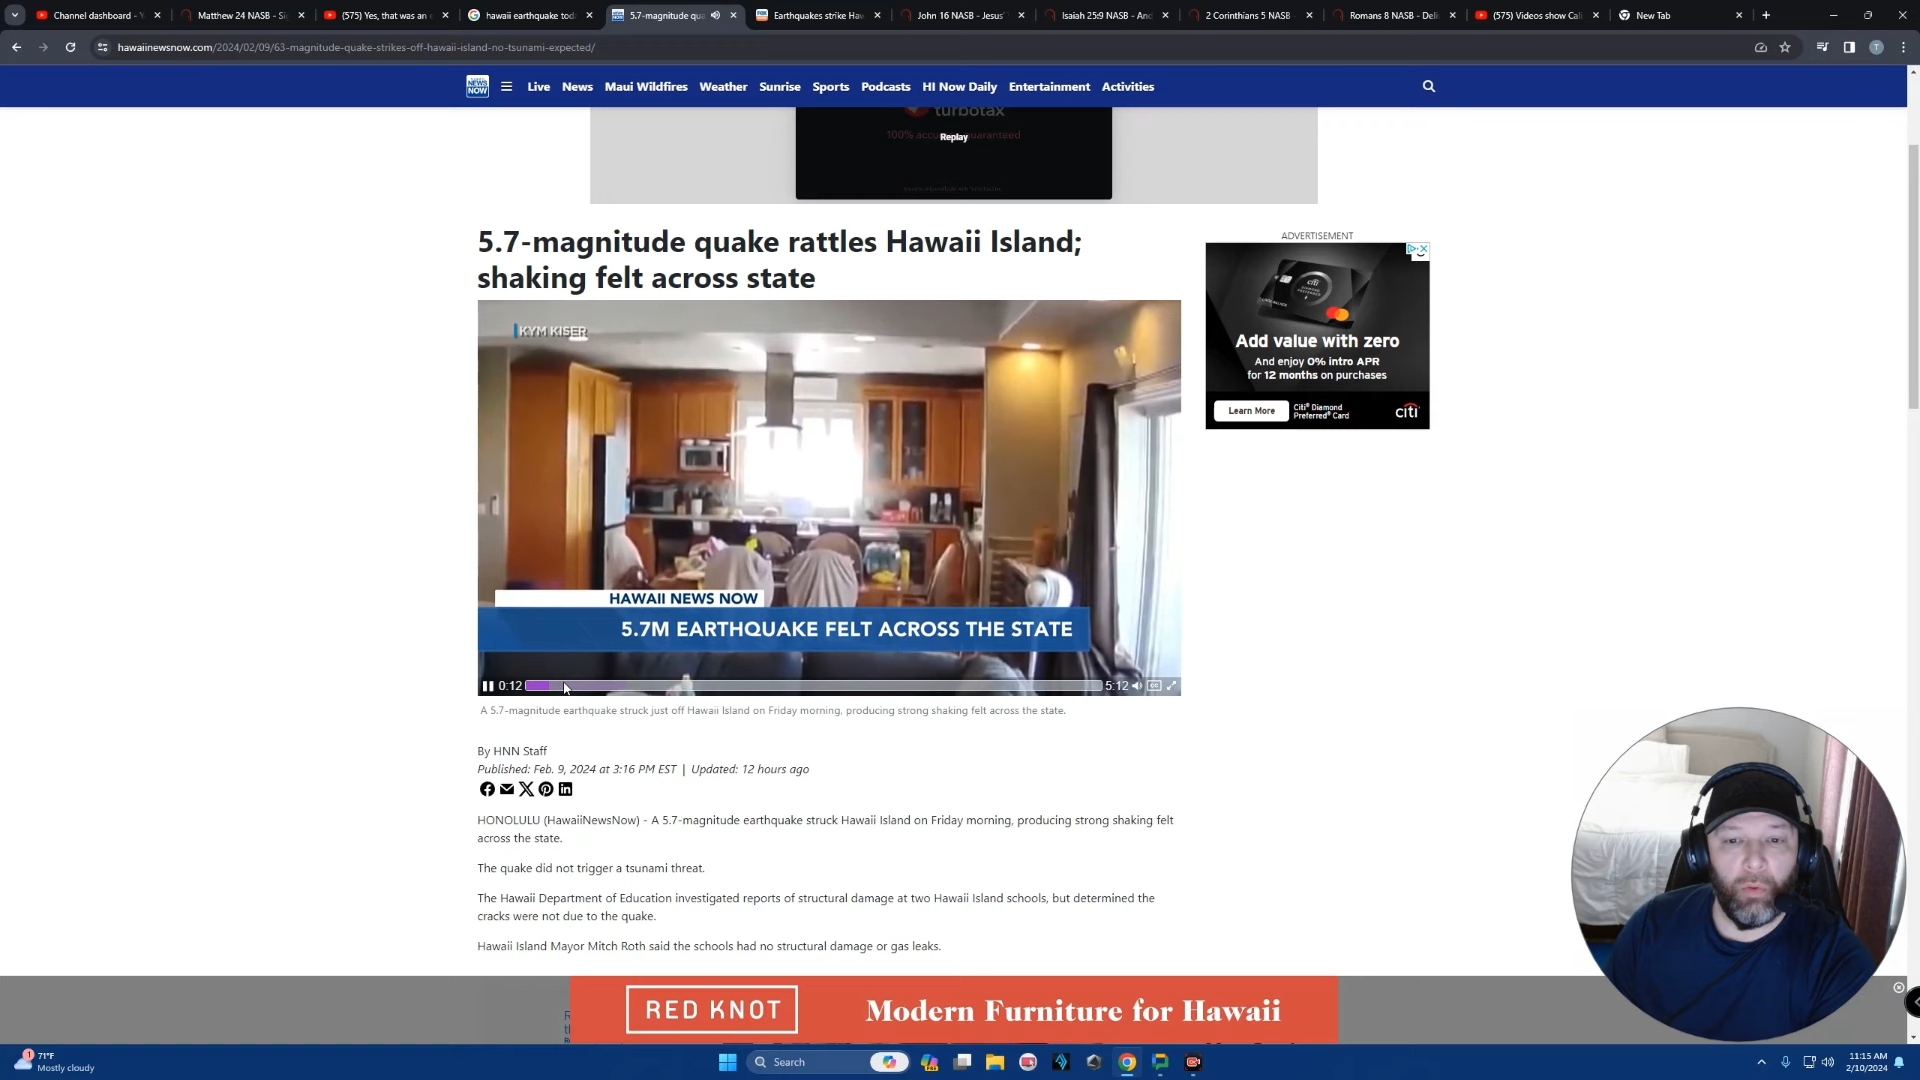 Channel dashboard - Y
Matthew 24 NASB - Si
(575) Yes, that was an e
hawaii earthquake tod
5.7-magnitude qua
Earthquakes strike Haw
John 16 NASB - Jesus'
Isaiah 25:9 NASB - And
2 Corinthians 5 NASB
Romans 8 NASB - Deli
(575) Videos show Cali
New Tab
hawaiinewsnow.com/2024/02/09/63-magnitude-quake-strikes-off-hawaii-island-no-tsunami-expected/
T
NEWS NOW
Live News Maui Wildfires Weather Sunrise Sports Podcasts HI Now Daily Entertainment Activities
turbotax
Replay
5.7-magnitude quake rattles Hawaii Island;
shaking felt across state
KYM KISER
HAWAII NEWS NOW
5.7M EARTHQUAKE FELT ACROSS THE STATE
0:12
5:12
CC
A 5.7-magnitude earthquake struck just off Hawaii Island on Friday morning, producing strong shaking felt across the state.
ADVERTISEMENT
citi
Add value with zero
And enjoy 0% intro APR
for 12 months on purchases
Learn More
Citi® Diamond
Preferred® Card
citi
By HNN Staff
Published: Feb. 9, 2024 at 3:16 PM EST | Updated: 12 hours ago
HONOLULU (HawaiiNewsNow) - A 5.7-magnitude earthquake struck Hawaii Island on Friday morning, producing strong shaking felt
across the state.
The quake did not trigger a tsunami threat.
The Hawaii Department of Education investigated reports of structural damage at two Hawaii Island schools, but determined the
cracks were not due to the quake.
Hawaii Island Mayor Mitch Roth said the schools had no structural damage or gas leaks.
RED KNOT
Modern Furniture for Hawaii
1
71°F
Mostly cloudy
Search
11:15 AM
2/10/2024